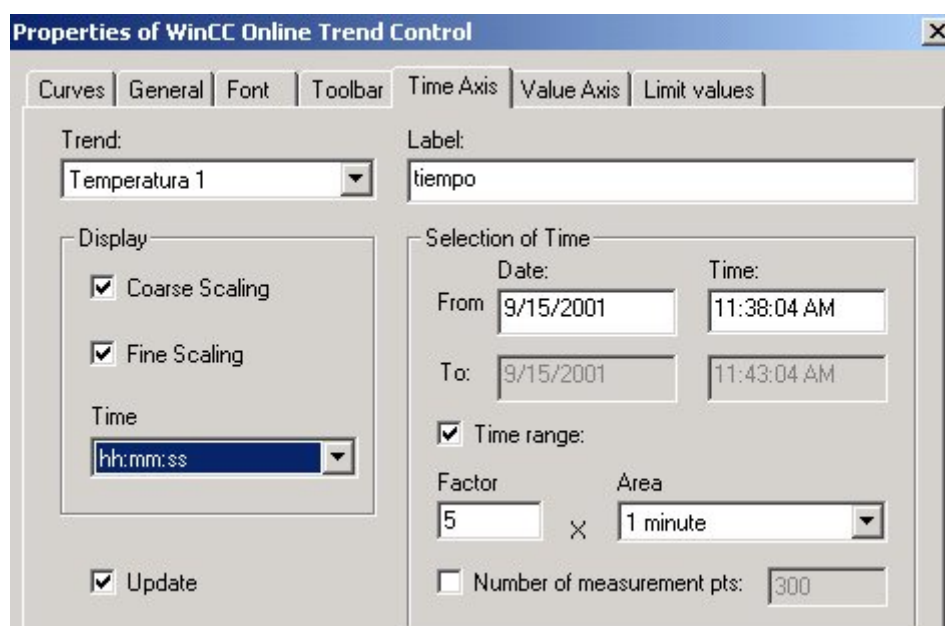 Properties of WinCC Online Trend Control
Curves General Font Toolbar Time Axis Value Axis Limit values
Trend:
Temperatura 1
Label:
tiempo
Display
Coarse Scaling
Fine Scaling
Time
hh:mm:ss
Update
Selection of Time
Date: Time:
From 9/15/2001 11:38:04 AM
To: 9/15/2001 11:43:04 AM
Time range:
Factor Area
5 X 1 minute
Number of measurement pts: 300